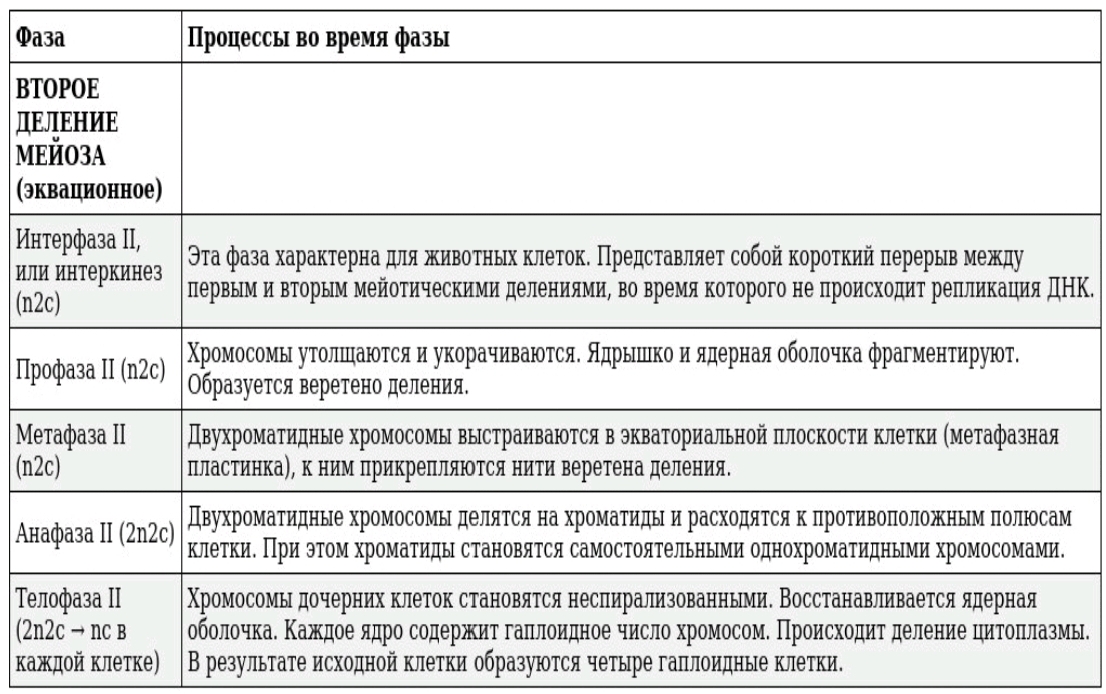 Фаза
Процессы во время фазы
ВТОРОЕ
ДЕЛЕНИЕ
МЕЙОЗА
(эквационное)
Интерфаза II,
или интеркинез
(n2c)
Эта фаза характерна для животных клеток. Представляет собой короткий перерыв между
первым и вторым мейотическими делениями, во время которого не происходит репликация ДНК.
Профаза II (n2c)
Хромосомы утолщаются и укорачиваются. Ядрышко и ядерная оболочка фрагментируют.
Образуется веретено деления.
Метафаза II
(n2c)
Двухроматидные хромосомы выстраиваются в экваториальной плоскости клетки (метафазная
пластинка), к ним прикрепляются нити веретена деления.
Анафаза II (2n2c)
Двухроматидные хромосомы делятся на хроматиды и расходятся к противоположным полюсам
клетки. При этом хроматиды становятся самостоятельными однохроматидными хромосомами.
Телофаза II
(2n2c → nc в
каждой клетке)
Хромосомы дочерних клеток становятся неспирализованными. Восстанавливается ядерная
оболочка. Каждое ядро содержит гаплоидное число хромосом. Происходит деление цитоплазмы.
В результате исходной клетки образуются четыре гаплоидные клетки.